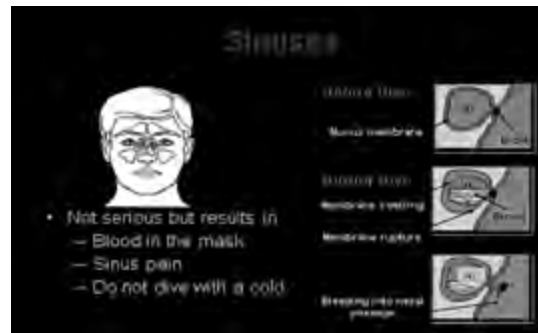 Sinuses
• Not serious but results in
– Blood in the mask
– Sinus pain
– Do not dive with a cold
Mucus membrane
Membrane swelling
Membrane rupture
Bleeding into nasal
passage